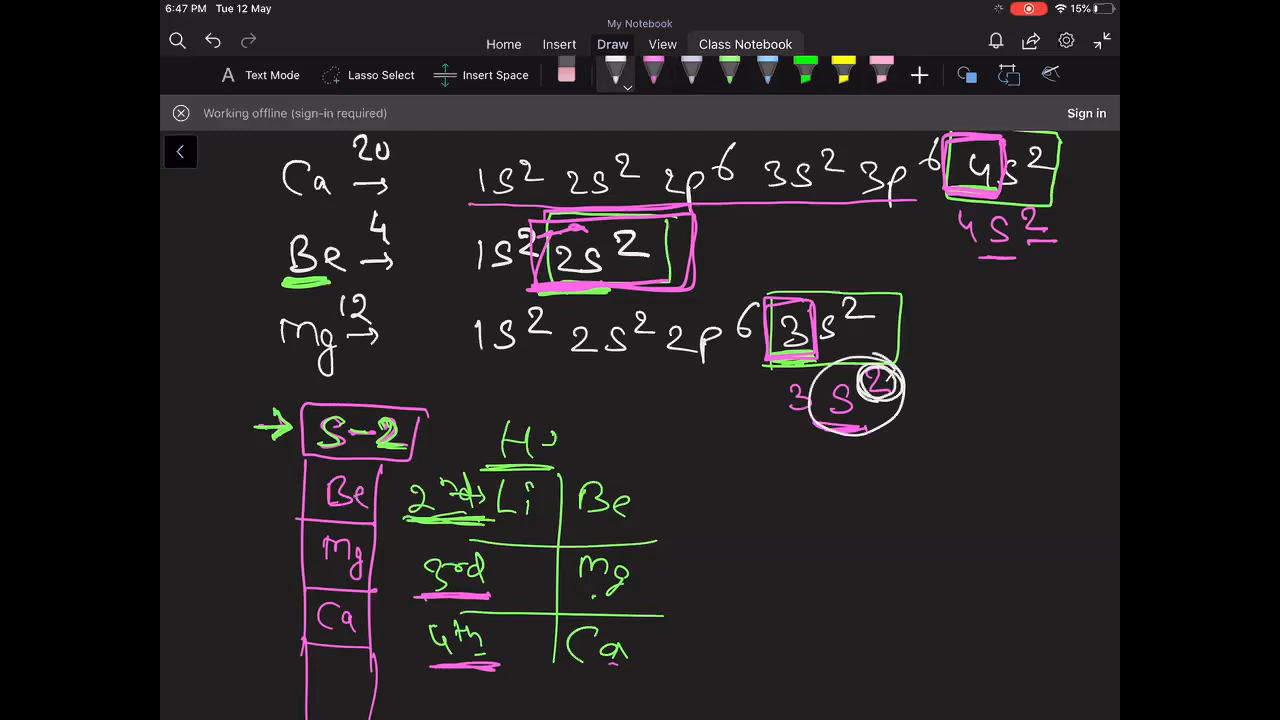 6:47 PM Tue 12 May
15%
My Notebook
Home Insert Draw View Class Notebook
A Text Mode Lasso Select Insert Space
Working offline (sign-in required) Sign in
Ca 20 → 1s² 2s² 2p⁶ 3s² 3p⁶ 4s²
4s²
Be 4 → 1s² 2s²
Mg 12 → 1s² 2s² 2p⁶ 3s²
3s²
→ S-2
H
Be 2nd → Li Be
Mg 3rd Mg
Ca 4th Ca